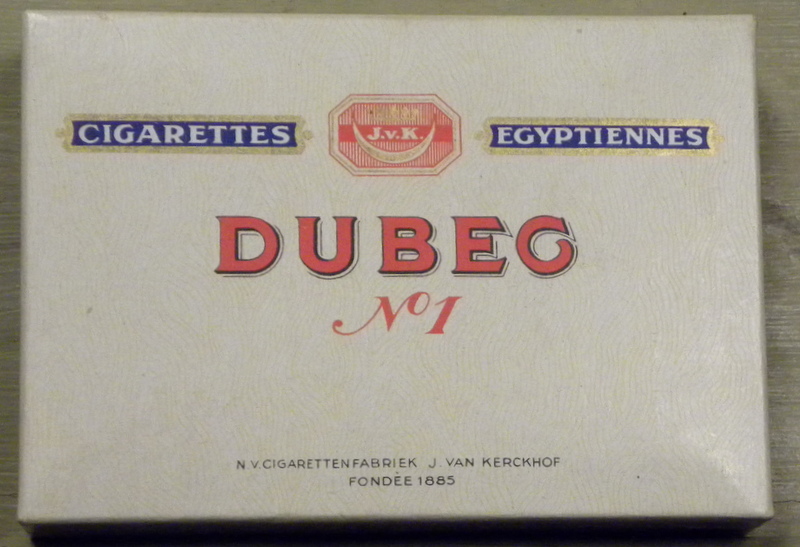 CIGARETTES J.v.K. EGYPTIENNES
DUBEC
No1
N.V. CIGARETTENFABRIEK J. VAN KERCKHOF
FONDÉE 1885